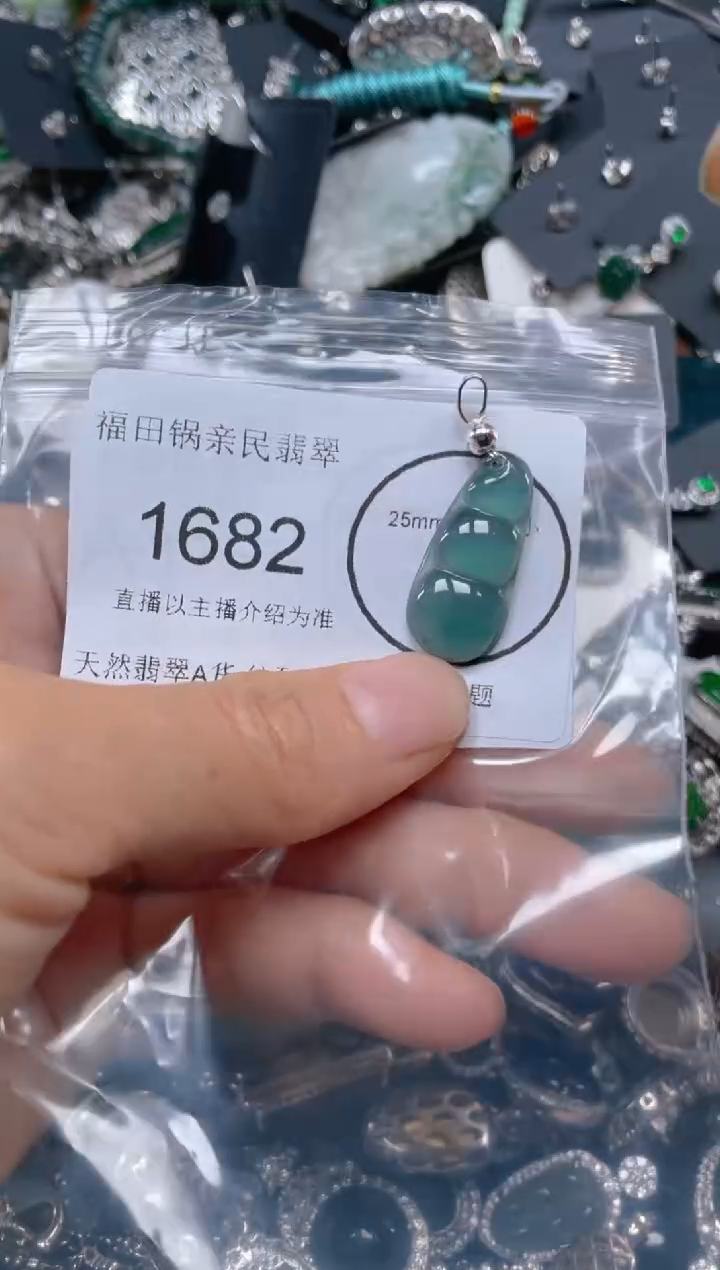 福田锅亲民翡翠
1682
25mm
直播以主播介绍为准
天然翡翠A货
题